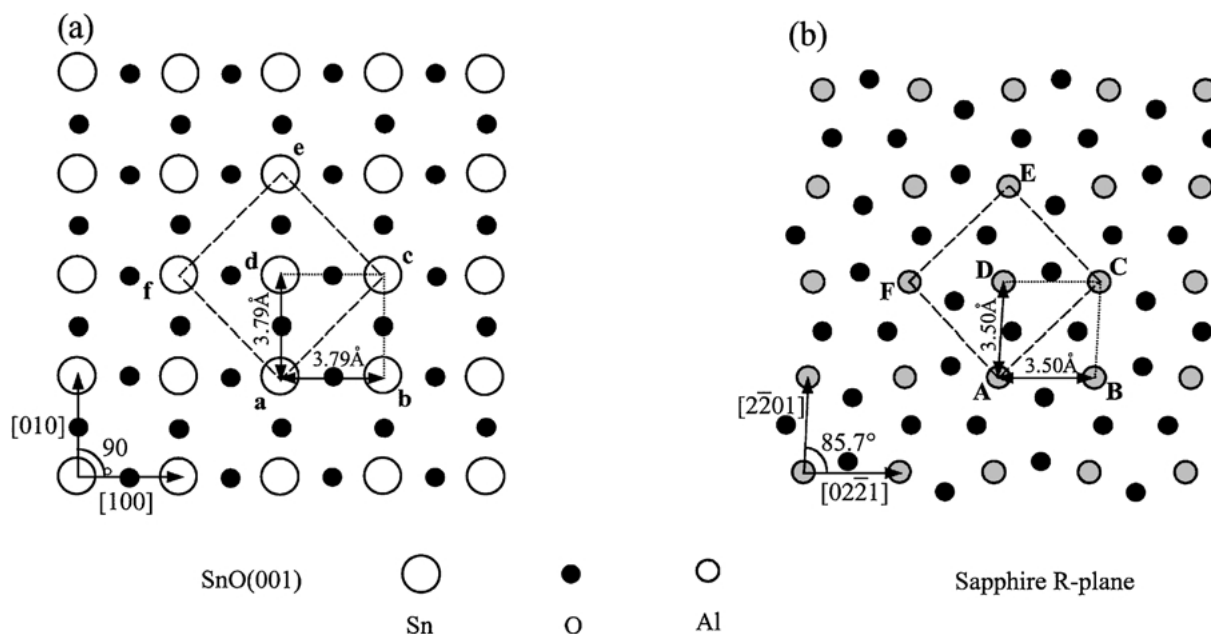 (a)
e
d
c
f
3.79Å
3.79Å
a
b
[010]
90
°
[100]
(b)
E
D
C
F
3.50Å
3.50Å
A
B
[22̅01]
85.7°
[022̅1]
SnO(001)
Sn
O
Al
Sapphire R-plane